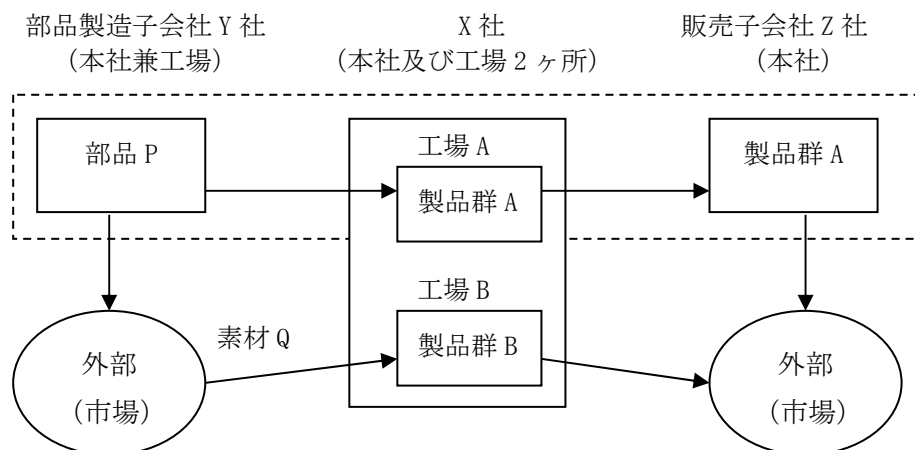 部品製造子会社Y社
(本社兼工場)
X社
(本社及び工場2ヶ所)
販売子会社Z社
(本社)
部品P
工場A
製品群A
製品群A
工場B
製品群B
素材Q
外部
(市場)
外部
(市場)